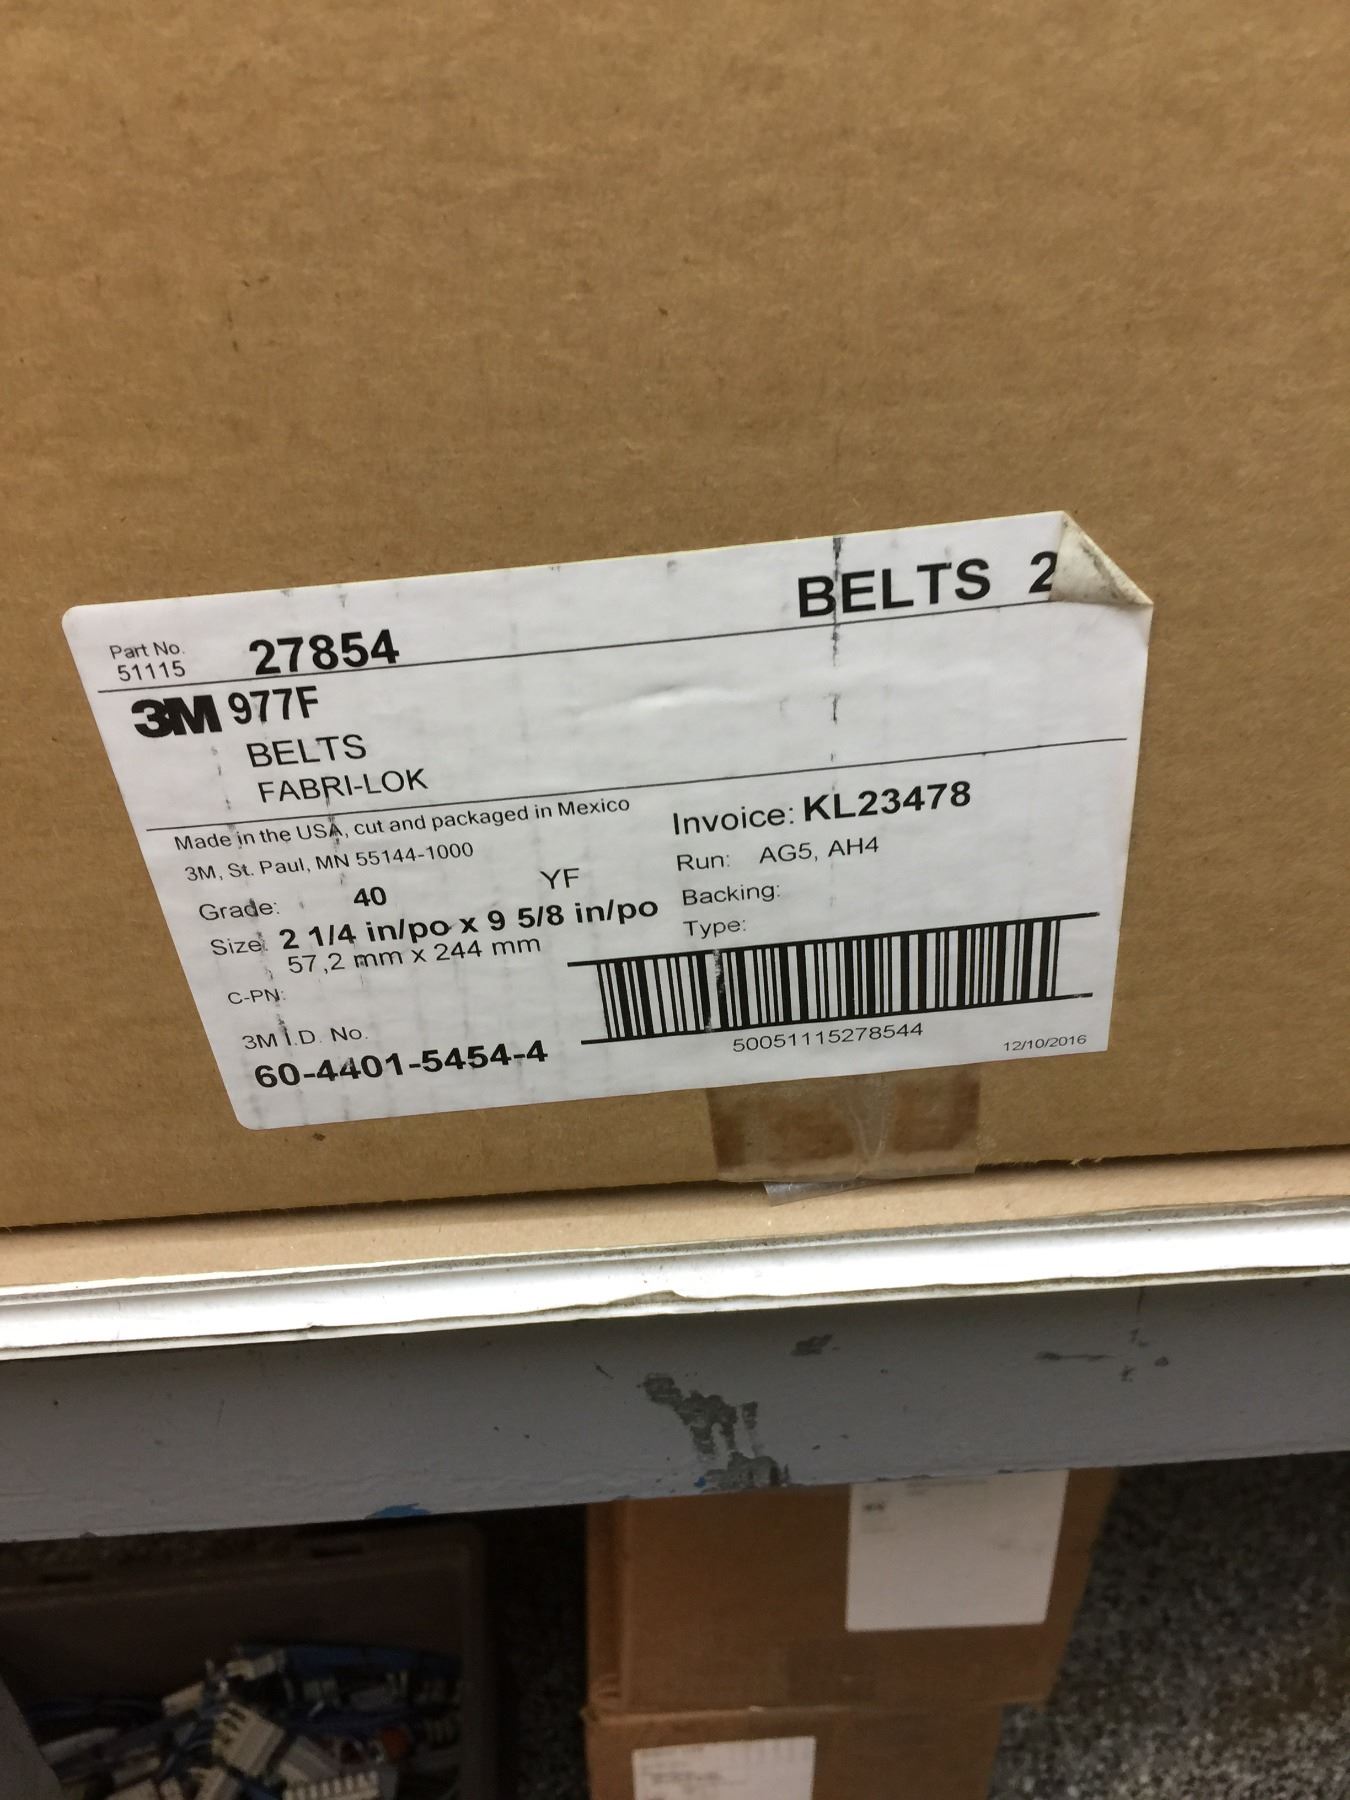 Part No.
51115 27854
BELTS 2
3M 977F
BELTS
FABRI-LOK
Made in the USA, cut and packaged in Mexico
3M, St. Paul, MN 55144-1000
Grade: 40 YF
Size: 2 1/4 in/po x 9 5/8 in/po
57,2 mm x 244 mm
C-PN:
3M I.D. No.
60-4401-5454-4
Invoice: KL23478
Run: AG5, AH4
Backing:
Type:
50051115278544
12/10/2016